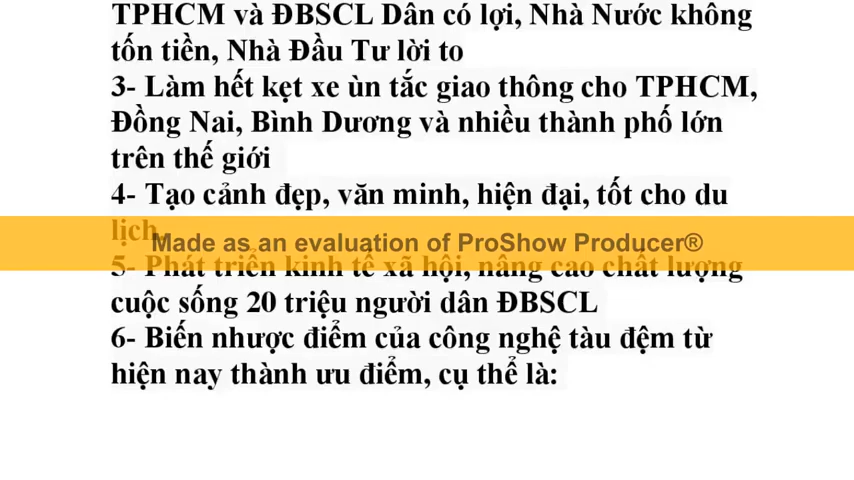 TPHCM và ĐBSCL Dân có lợi, Nhà Nước không
tốn tiền, Nhà Đầu Tư lời to
3- Làm hết kẹt xe ùn tắc giao thông cho TPHCM,
Đồng Nai, Bình Dương và nhiều thành phố lớn
trên thế giới
4- Tạo cảnh đẹp, văn minh, hiện đại, tốt cho du
lịch.
Made as an evaluation of ProShow Producer®
5- Phát triển kinh tế xã hội, nâng cao chất lượng
cuộc sống 20 triệu người dân ĐBSCL
6- Biến nhược điểm của công nghệ tàu đệm từ
hiện nay thành ưu điểm, cụ thể là: